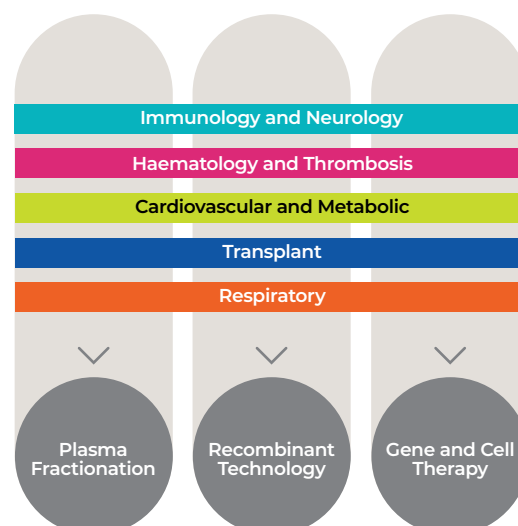 Immunology and Neurology
Haematology and Thrombosis
Cardiovascular and Metabolic
Transplant
Respiratory
Plasma
Fractionation
Recombinant
Technology
Gene and Cell
Therapy